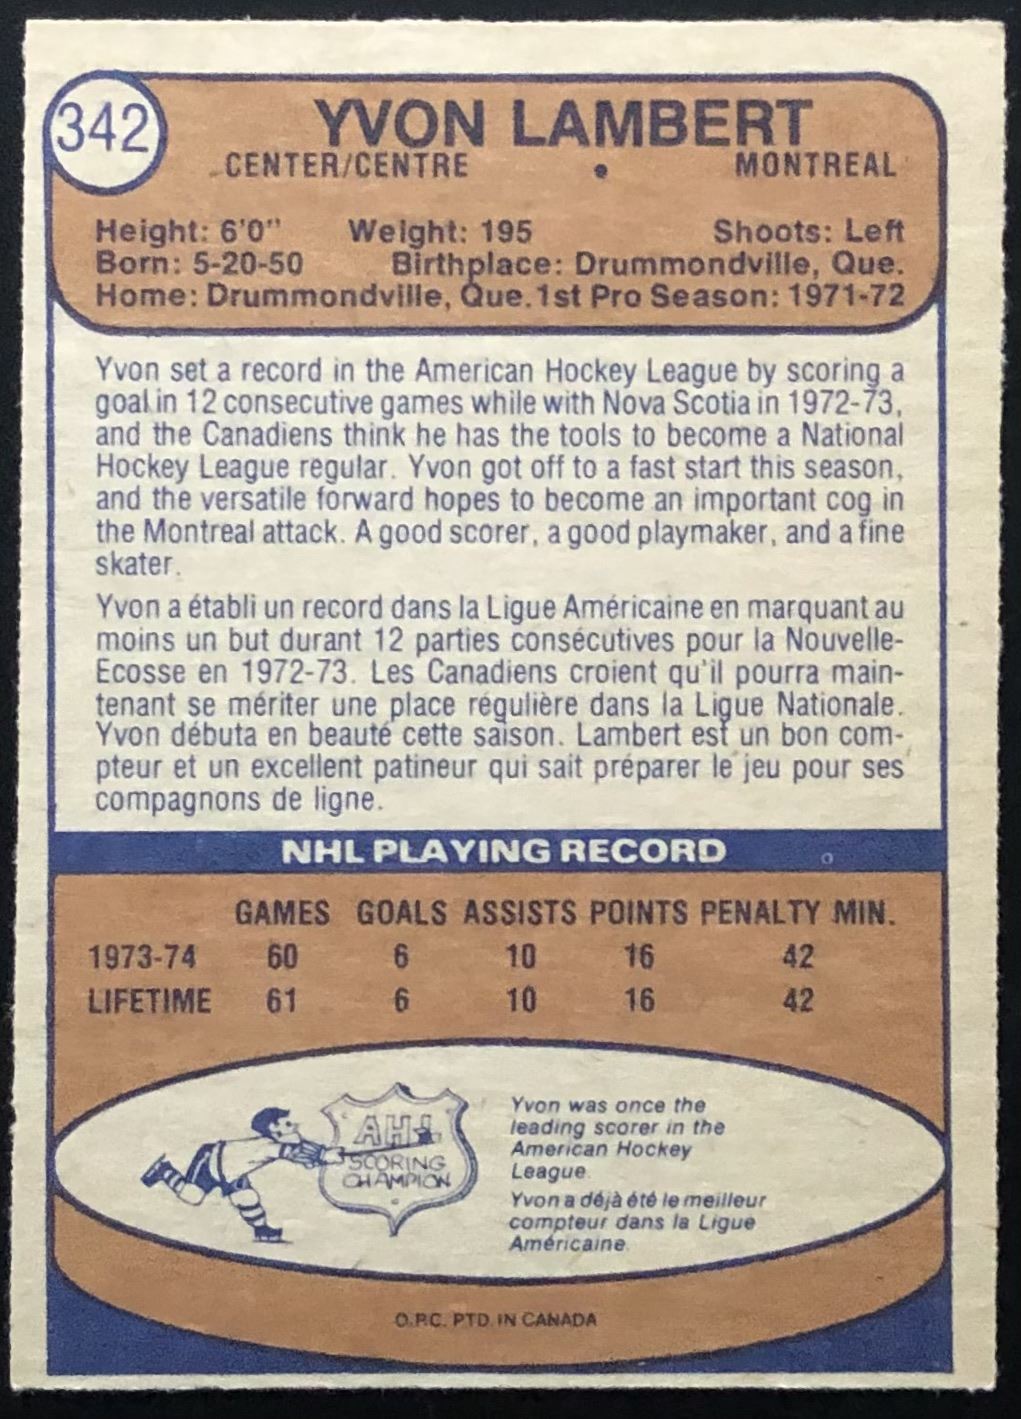 342
YVON LAMBERT
CENTER/CENTRE • MONTREAL
Height: 6'0" Weight: 195 Shoots: Left
Born: 5-20-50 Birthplace: Drummondville, Que.
Home: Drummondville, Que. 1st Pro Season: 1971-72
Yvon set a record in the American Hockey League by scoring a
goal in 12 consecutive games while with Nova Scotia in 1972-73,
and the Canadiens think he has the tools to become a National
Hockey League regular. Yvon got off to a fast start this season,
and the versatile forward hopes to become an important cog in
the Montreal attack. A good scorer, a good playmaker, and a fine
skater.
Yvon a établi un record dans la Ligue Américaine en marquant au
moins un but durant 12 parties consécutives pour la Nouvelle-
Ecosse en 1972-73. Les Canadiens croient qu'il pourra main-
tenant se mériter une place régulière dans la Ligue Nationale.
Yvon débuta en beauté cette saison. Lambert est un bon com-
pteur et un excellent patineur qui sait préparer le jeu pour ses
compagnons de ligne.
NHL PLAYING RECORD
GAMES GOALS ASSISTS POINTS PENALTY MIN.
1973-74 60 6 10 16 42
LIFETIME 61 6 10 16 42
AHL
SCORING
CHAMPION
Yvon was once the
leading scorer in the
American Hockey
League.
Yvon a déjà été le meilleur
compteur dans la Ligue
Américaine.
O.P.C. PTD. IN CANADA